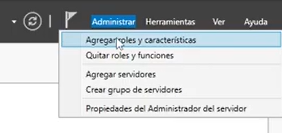 Administrar Herramientas Ver Ayuda
Agregar roles y características
Quitar roles y funciones
Agregar servidores
Crear grupo de servidores
Propiedades del Administrador del servidor